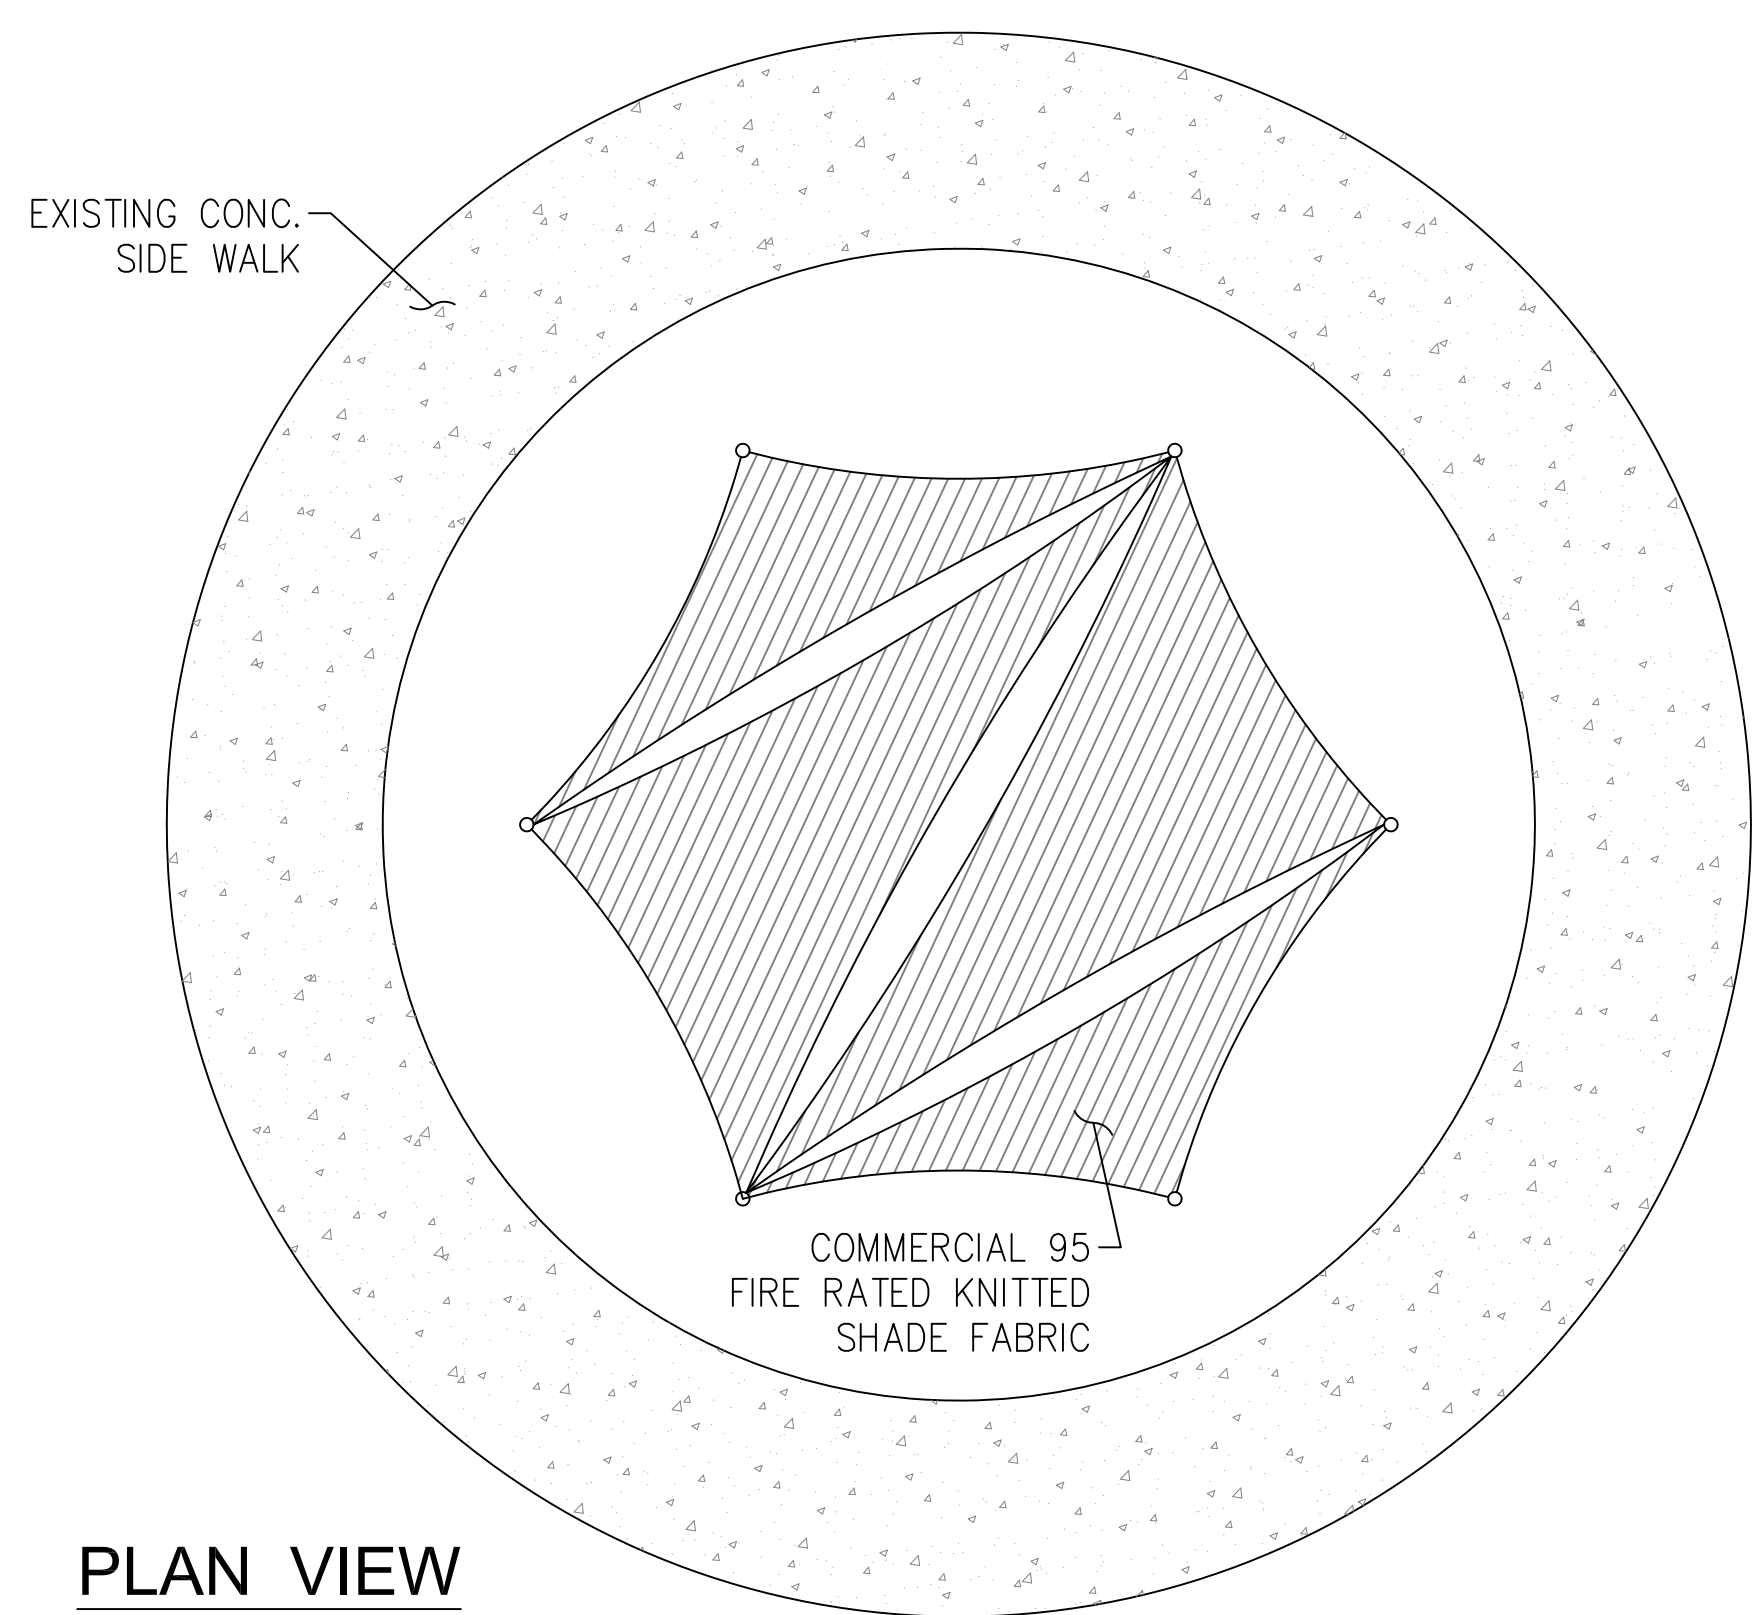 EXISTING CONC.
SIDE WALK
COMMERCIAL 95
FIRE RATED KNITTED
SHADE FABRIC
PLAN VIEW